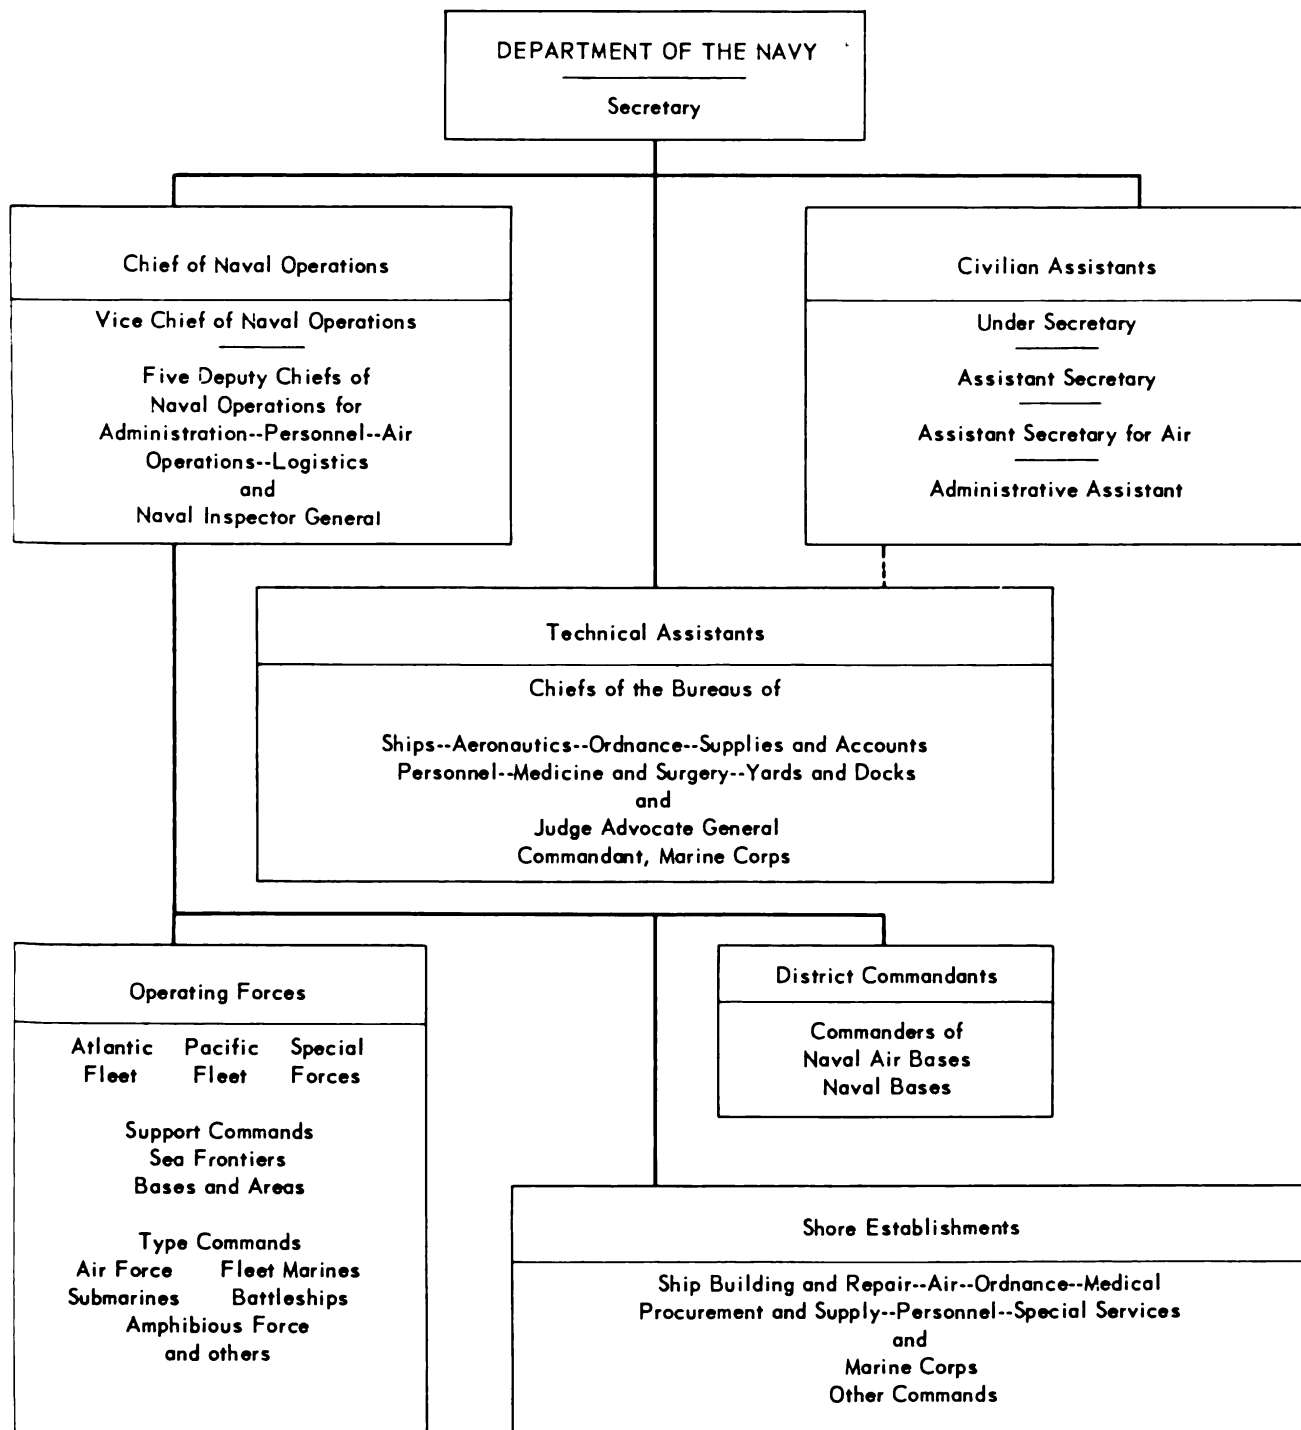 DEPARTMENT OF THE NAVY
Secretary
Chief of Naval Operations
Vice Chief of Naval Operations
Five Deputy Chiefs of
Naval Operations for
Administration--Personnel--Air
Operations--Logistics
and
Naval Inspector General
Civilian Assistants
Under Secretary
Assistant Secretary
Assistant Secretary for Air
Administrative Assistant
Technical Assistants
Chiefs of the Bureaus of
Ships--Aeronautics--Ordnance--Supplies and Accounts
Personnel--Medicine and Surgery--Yards and Docks
and
Judge Advocate General
Commandant, Marine Corps
Operating Forces
Atlantic Pacific Special
Fleet Fleet Forces
Support Commands
Sea Frontiers
Bases and Areas
Type Commands
Air Force Fleet Marines
Submarines Battleships
Amphibious Force
and others
District Commandants
Commanders of
Naval Air Bases
Naval Bases
Shore Establishments
Ship Building and Repair--Air--Ordnance--Medical
Procurement and Supply--Personnel--Special Services
and
Marine Corps
Other Commands